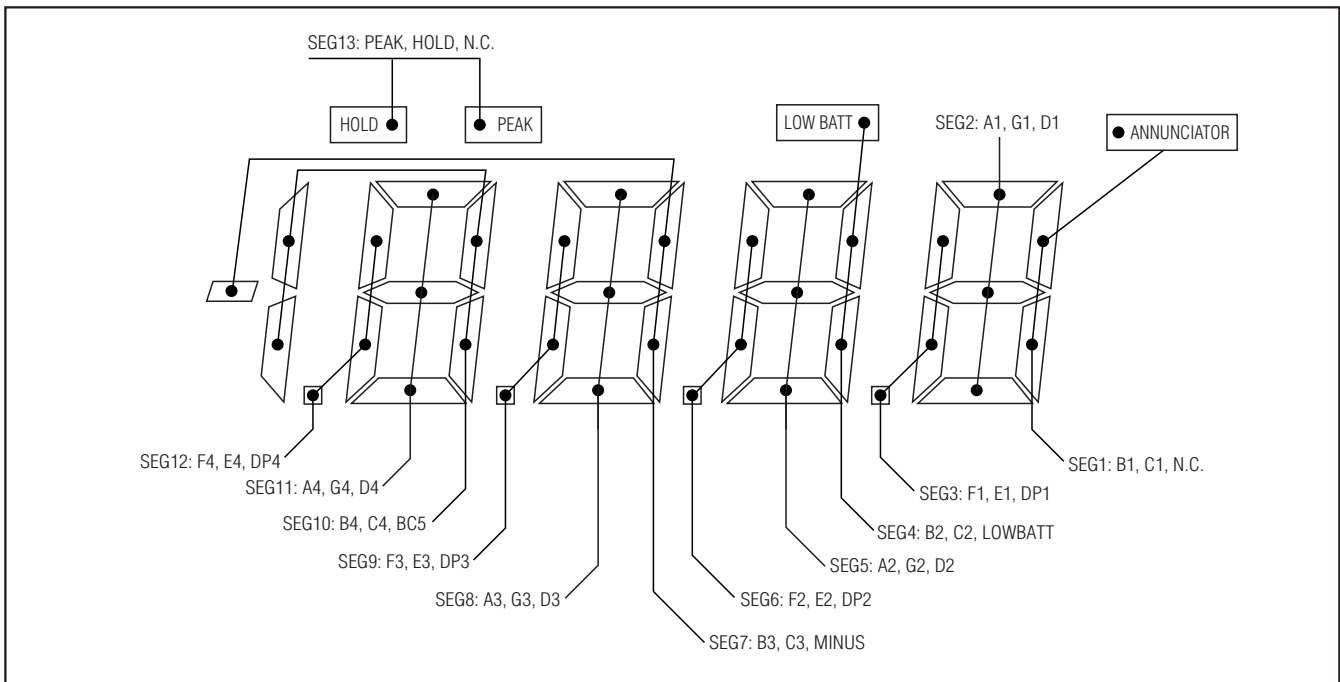 SEG13: PEAK, HOLD, N.C.
HOLD
PEAK
LOW BATT
SEG2: A1, G1, D1
ANNUNCIATOR
SEG12: F4, E4, DP4
SEG11: A4, G4, D4
SEG10: B4, C4, BC5
SEG9: F3, E3, DP3
SEG8: A3, G3, D3
SEG7: B3, C3, MINUS
SEG6: F2, E2, DP2
SEG5: A2, G2, D2
SEG4: B2, C2, LOWBATT
SEG3: F1, E1, DP1
SEG1: B1, C1, N.C.